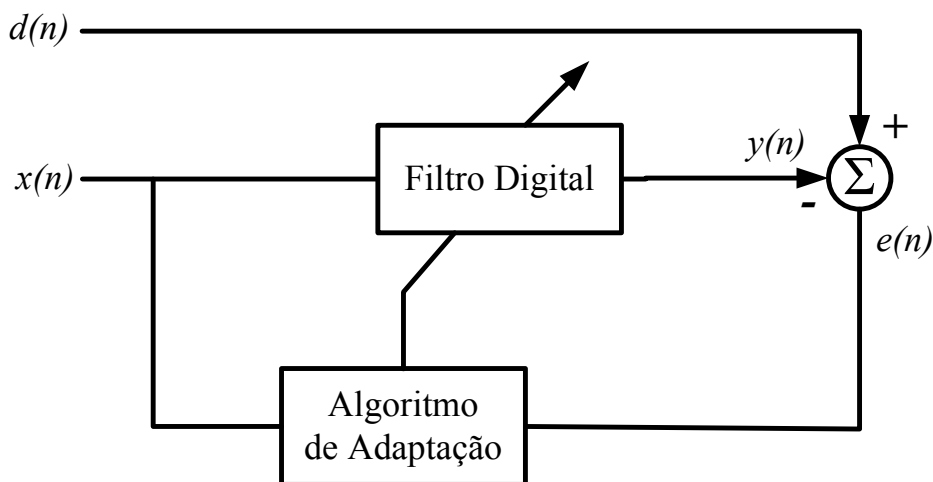 d(n)
+
x(n)
Filtro Digital
y(n)
Σ
-
e(n)
Algoritmo
de Adaptação